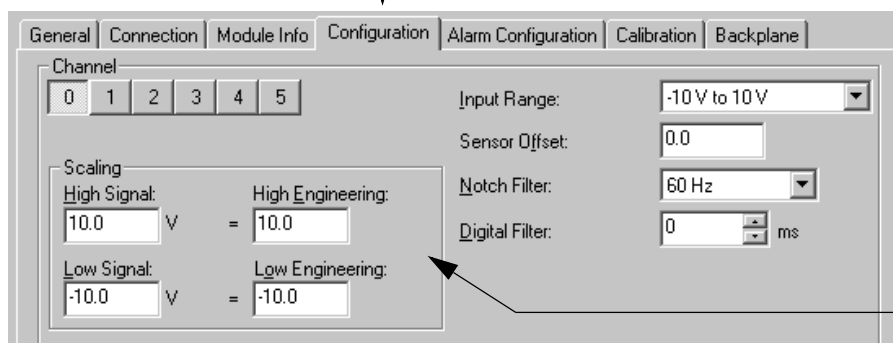 General Connection Module Info Configuration Alarm Configuration Calibration Backplane
Channel
0 1 2 3 4 5
Input Range: -10 V to 10 V
Sensor Offset: 0.0
Notch Filter: 60 Hz
Digital Filter: 0 ms
Scaling
High Signal: High Engineering:
10.0 V = 10.0
Low Signal: Low Engineering:
-10.0 V = -10.0